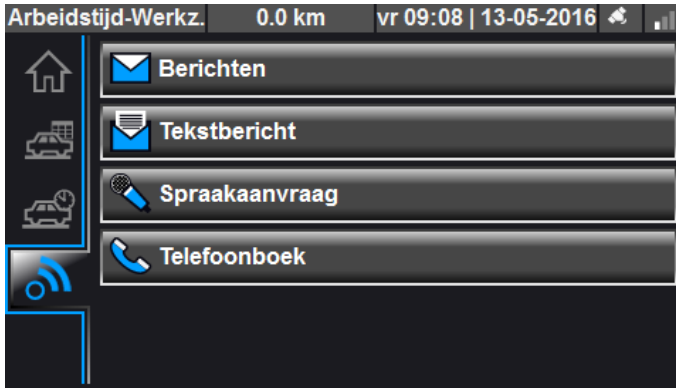 Arbeidstijd-Werkz. 0.0 km vr 09:08 | 13-05-2016
Berichten
Tekstbericht
Spraakaanvraag
Telefoonboek